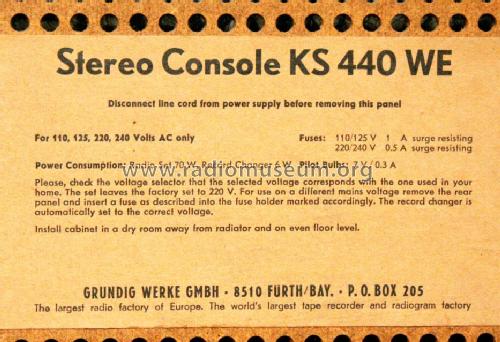 Stereo Console KS 440 WE
Disconnect line cord from power supply before removing this panel
For 110, 125, 220, 240 Volts AC only Fuses: 110/125 V 1 A surge resisting
220/240 V 0.5 A surge resisting
Power Consumption: Radio Set 70 W, Record Changer 6 W Pilot Bulbs: 7 V / 0.3 A
www.radiomuseum.org
Please, check the voltage selector that the selected voltage corresponds with the one used in your
home. The set leaves the factory set to 220 V. For use on a different mains voltage remove the rear
panel and insert a fuse as described into the fuse holder marked accordingly. The record changer is
automatically set to the correct voltage.
Install cabinet in a dry room away from radiator and on even floor level.
GRUNDIG WERKE GMBH · 8510 FÜRTH/BAY. · P. O. BOX 205
The largest radio factory of Europe. The world's largest tape recorder and radiogram factory